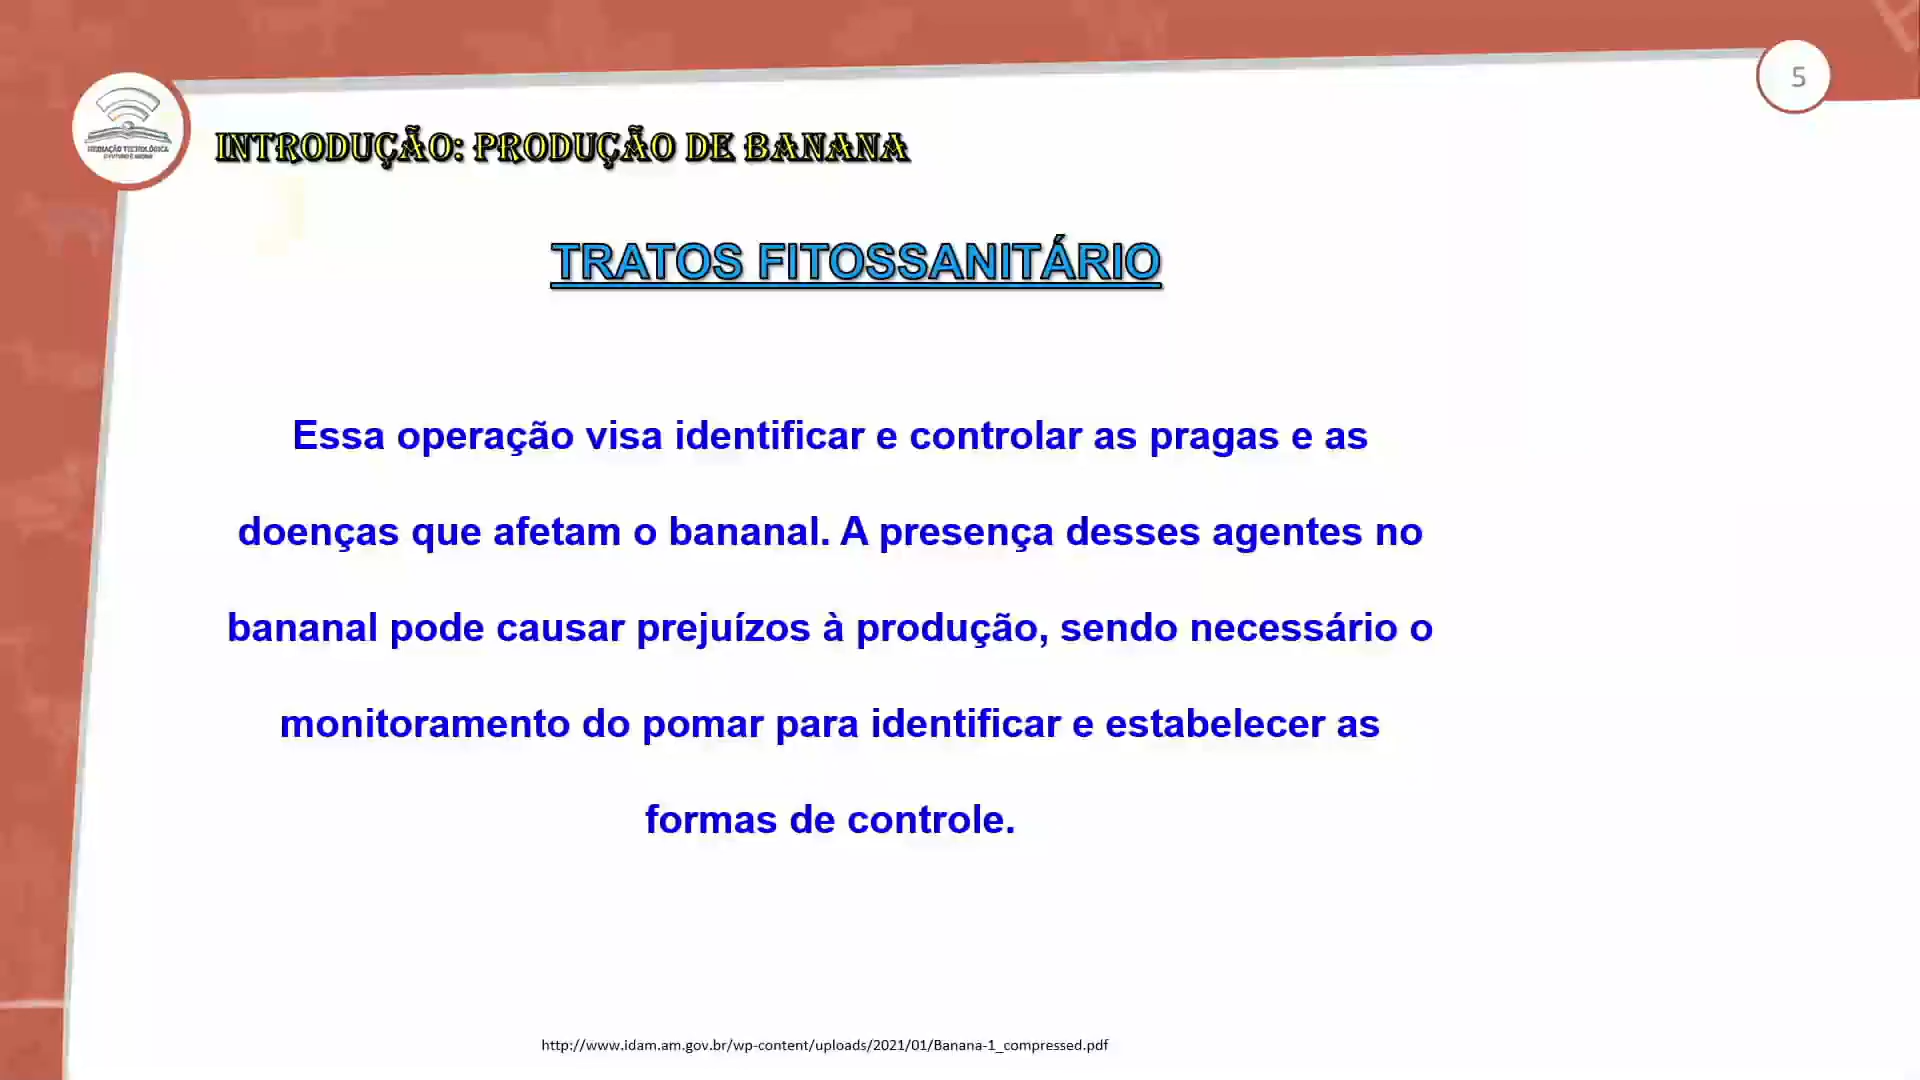 5
MEDIAÇÃO TECNOLÓGICA
INTRODUÇÃO: PRODUÇÃO DE BANANA
TRATOS FITOSSANITÁRIO
Essa operação visa identificar e controlar as pragas e as
doenças que afetam o bananal. A presença desses agentes no
bananal pode causar prejuízos à produção, sendo necessário o
monitoramento do pomar para identificar e estabelecer as
formas de controle.
http://www.idam.am.gov.br/wp-content/uploads/2021/01/Banana-1_compressed.pdf